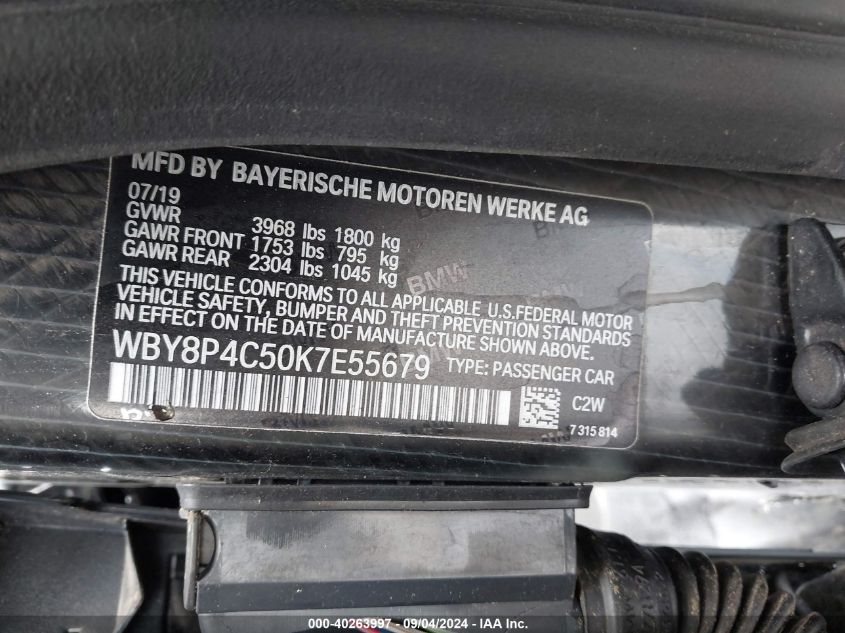 MFD BY BAYERISCHE MOTOREN WERKE AG
07/19
GVWR 3968 lbs 1800 kg
GAWR FRONT 1753 lbs 795 kg
GAWR REAR 2304 lbs 1045 kg
THIS VEHICLE CONFORMS TO ALL APPLICABLE U.S.FEDERAL MOTOR
VEHICLE SAFETY, BUMPER AND THEFT PREVENTION STANDARDS
IN EFFECT ON THE DATE OF MANUFACTURE SHOWN ABOVE.
WBY8P4C50K7E55679 TYPE: PASSENGER CAR
C2W
7 315 814
000-40263997 - 09/04/2024 - © IAA, Inc.